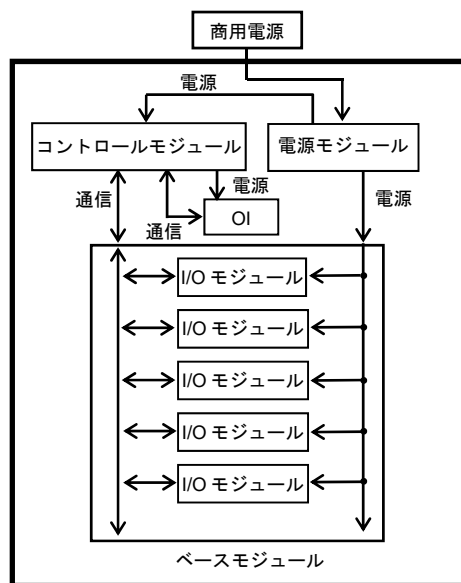 商用電源
電源
コントロールモジュール
電源モジュール
電源
電源
通信
OI
通信
I/O モジュール
I/O モジュール
I/O モジュール
I/O モジュール
I/O モジュール
ベースモジュール